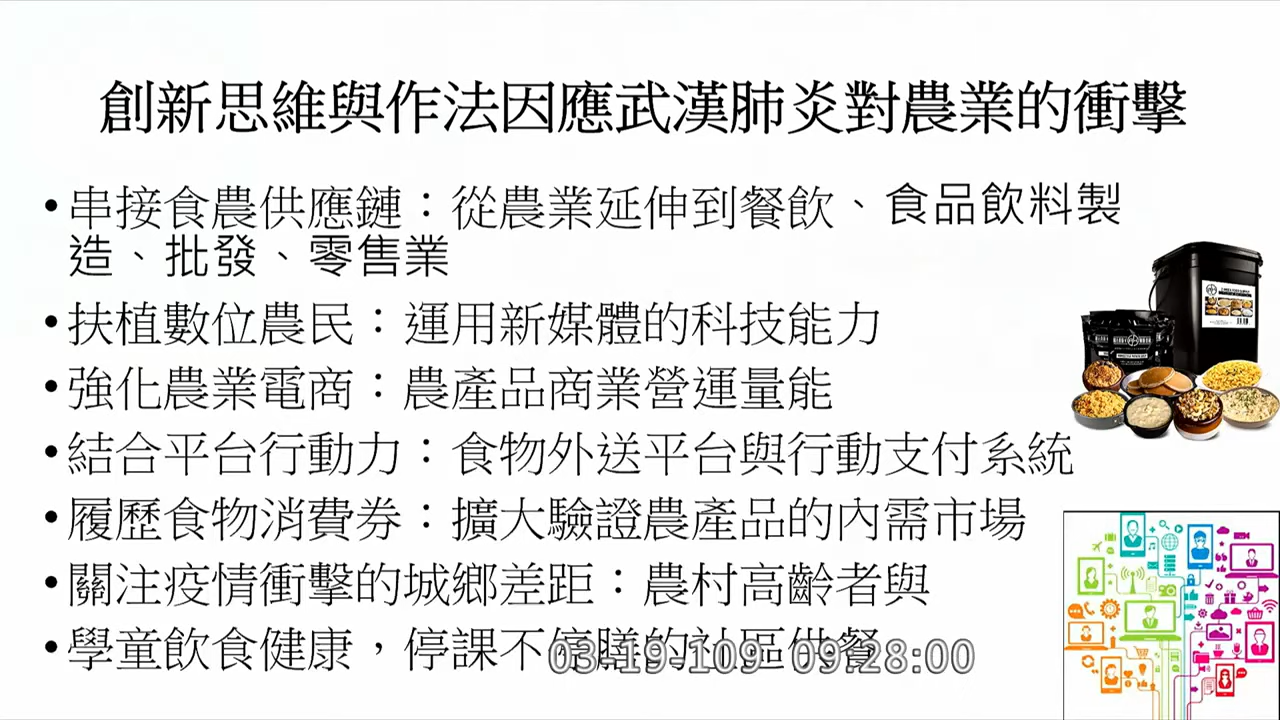 創新思維與作法因應武漢肺炎對農業的衝擊
• 串接食農供應鏈：從農業延伸到餐飲、食品飲料製
造、批發、零售業
• 扶植數位農民：運用新媒體的科技能力
• 強化農業電商：農產品商業營運量能
• 結合平台行動力：食物外送平台與行動支付系統
• 履歷食物消費券：擴大驗證農產品的內需市場
• 關注疫情衝擊的城鄉差距：農村高齡者與
• 學童飲食健康，停課不停膳的社區供餐
03-19-109 09:28:00